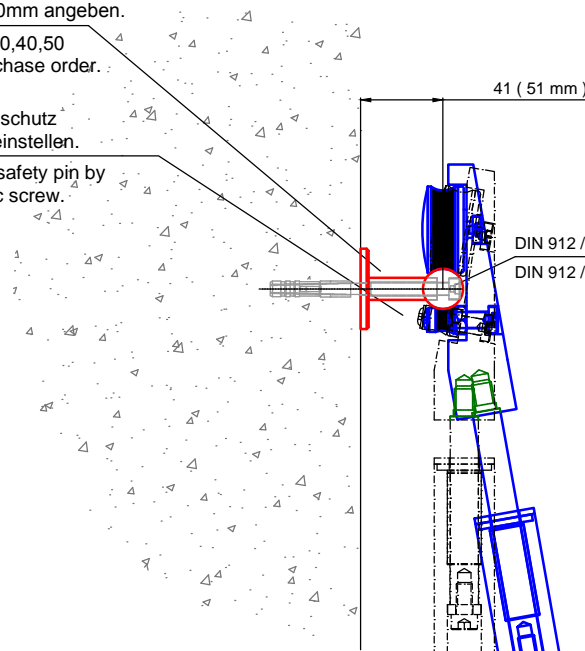 0mm angeben.
0,40,50
chase order.
schutz
einstellen.
safety pin by
c screw.
41 ( 51 mm )
DIN 912 /
DIN 912 /